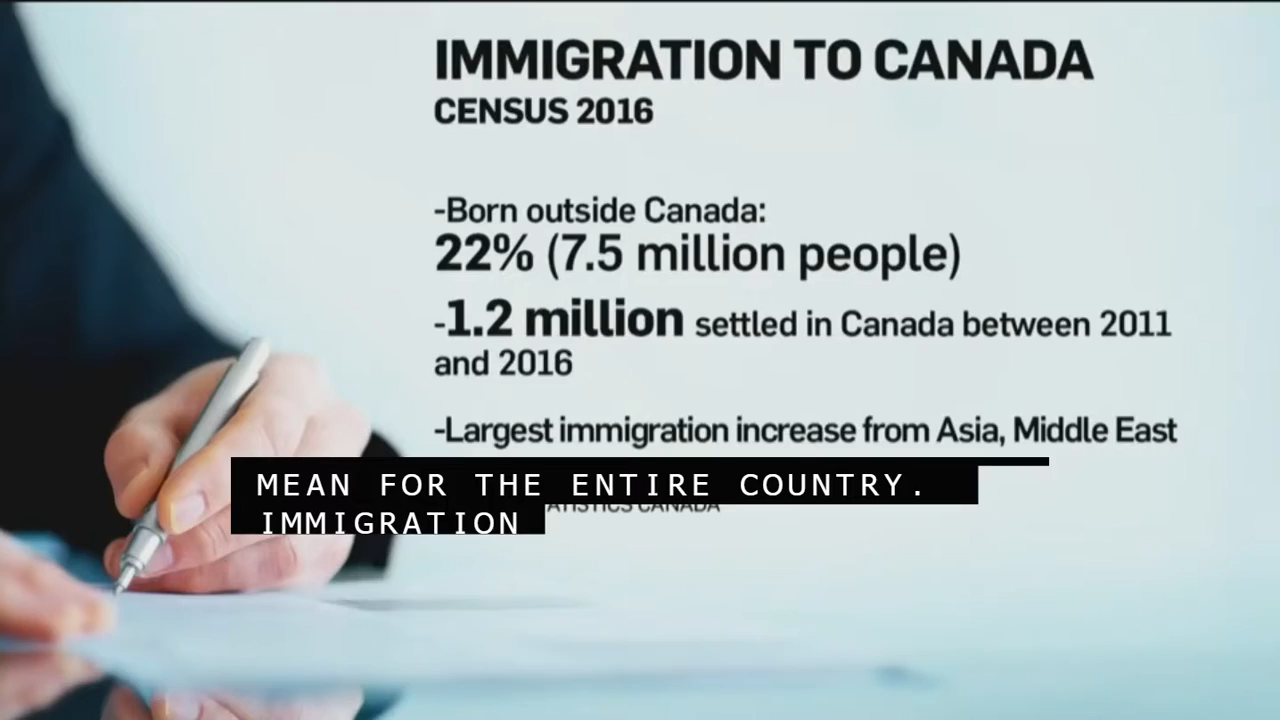 IMMIGRATION TO CANADA
CENSUS 2016
-Born outside Canada:
22% (7.5 million people)
-1.2 million settled in Canada between 2011
and 2016
-Largest immigration increase from Asia, Middle East
MEAN FOR THE ENTIRE COUNTRY.
IMMIGRATION
CANADA